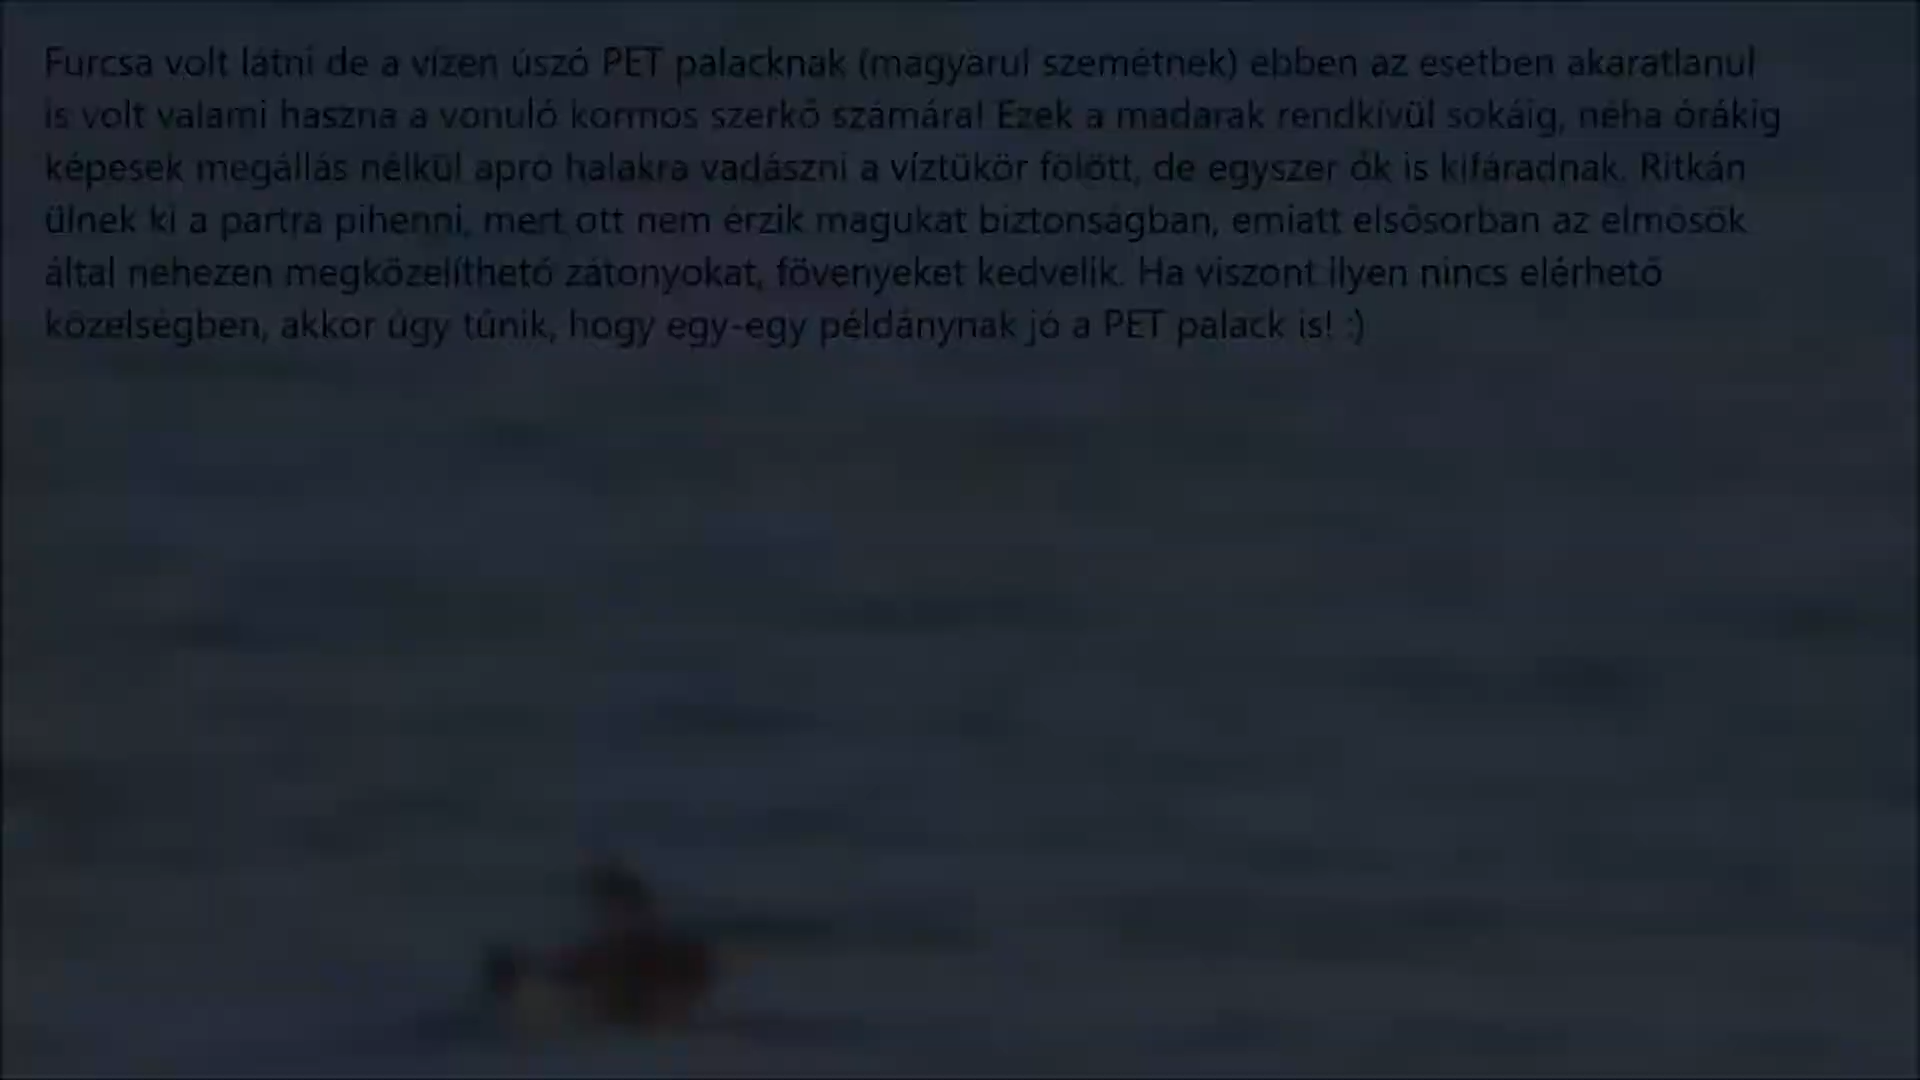 Furcsa volt látni de a vízen úszó PET palacknak (magyarul szemétnek) ebben az esetben akaratlanul
is volt valami haszna a vonuló kormos szerkő számára! Ezek a madarak rendkívül sokáig, néha órákig
képesek megállás nélkül apró halakra vadászni a víztükör fölött, de egyszer ők is kifáradnak. Ritkán
ülnek ki a partra pihenni, mert ott nem érzik magukat biztonságban, emiatt elsősorban az elmosók
által nehezen megközelíthető zátonyokat, fövenyeket kedvelik. Ha viszont ilyen nincs elérhető
közelségben, akkor úgy tűnik, hogy egy-egy példánynak jó a PET palack is! :)